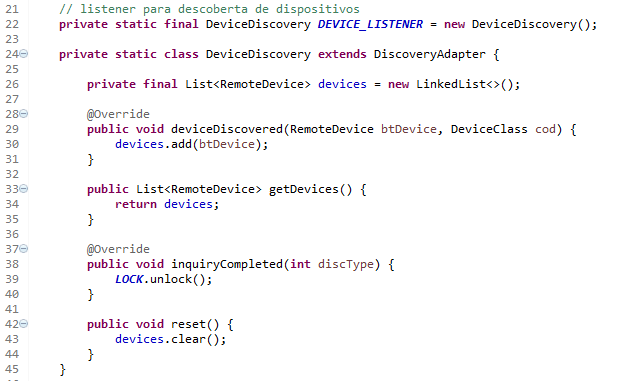 21 // listener para descoberta de dispositivos
22 private static final DeviceDiscovery DEVICE_LISTENER = new DeviceDiscovery();
23
24 private static class DeviceDiscovery extends DiscoveryAdapter {
25
26 private final List<RemoteDevice> devices = new LinkedList<>();
27
28 @Override
29 public void deviceDiscovered(RemoteDevice btDevice, DeviceClass cod) {
30 devices.add(btDevice);
31 }
32
33 public List<RemoteDevice> getDevices() {
34 return devices;
35 }
36
37 @Override
38 public void inquiryCompleted(int discType) {
39 LOCK.unlock();
40 }
41
42 public void reset() {
43 devices.clear();
44 }
45 }